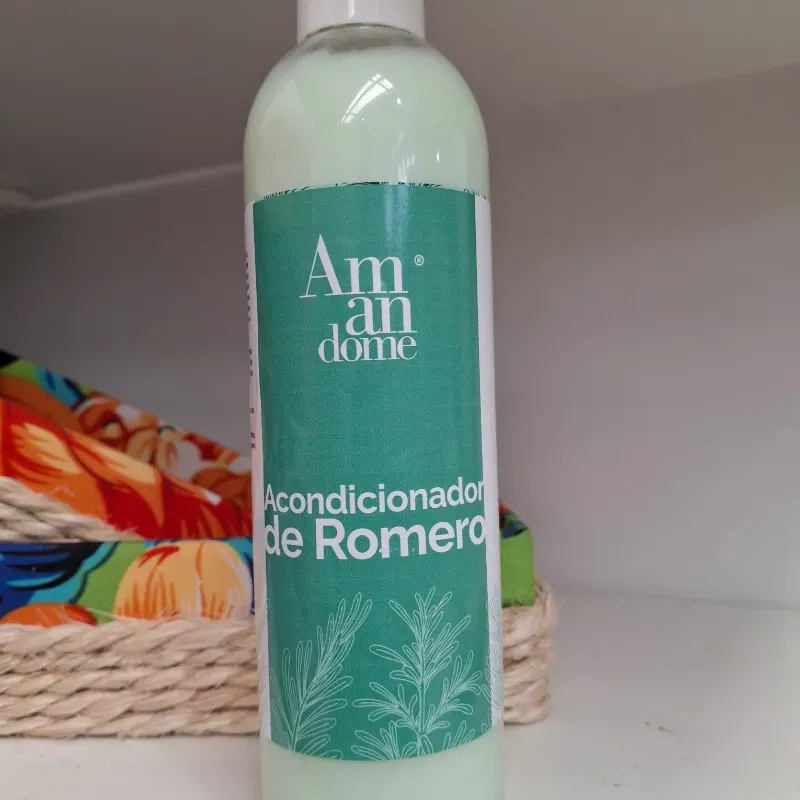 Am®
an
dome
Acondicionador
de Romero